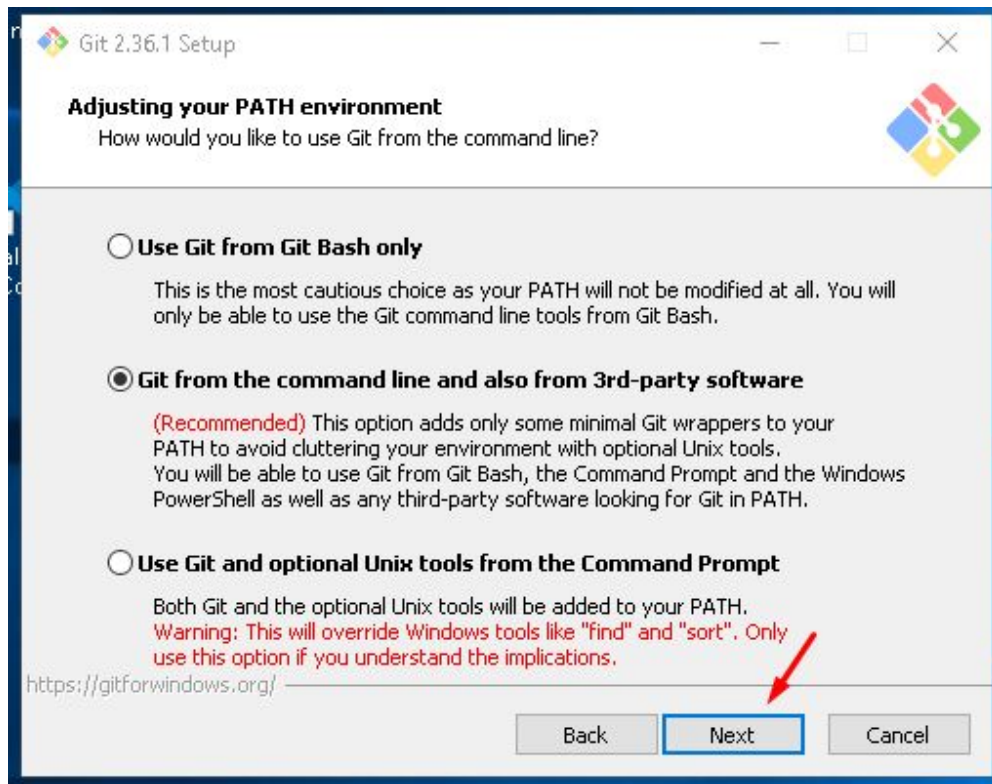 Git 2.36.1 Setup
Adjusting your PATH environment
How would you like to use Git from the command line?
Use Git from Git Bash only
This is the most cautious choice as your PATH will not be modified at all. You will
only be able to use the Git command line tools from Git Bash.
Git from the command line and also from 3rd-party software
(Recommended) This option adds only some minimal Git wrappers to your
PATH to avoid cluttering your environment with optional Unix tools.
You will be able to use Git from Git Bash, the Command Prompt and the Windows
PowerShell as well as any third-party software looking for Git in PATH.
Use Git and optional Unix tools from the Command Prompt
Both Git and the optional Unix tools will be added to your PATH.
Warning: This will override Windows tools like "find" and "sort". Only
use this option if you understand the implications.
https://gitforwindows.org/
Back Next Cancel